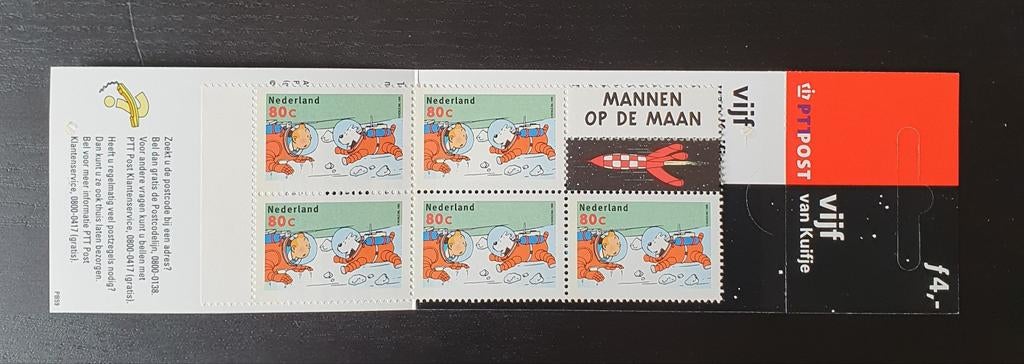 Zoekt u de postcode bij een adres?
Bel dan gratis de Postcodelijn, 0800-0138.
Voor andere vragen kunt u bellen met
PTT Post Klantenservice, 0800-0417 (gratis).
Heeft u regelmatig veel postzegels nodig?
Dan kunt u ze ook thuis laten bezorgen.
Bel voor meer informatie PTT Post
Klantenservice, 0800-0417 (gratis).
PB59
Nederland
80c
Nederland
80c
MANNEN
OP DE MAAN
Nederland
80c
Nederland
80c
Nederland
80c
vijf
PTT POST
vijf
van Kuifje
f4,-